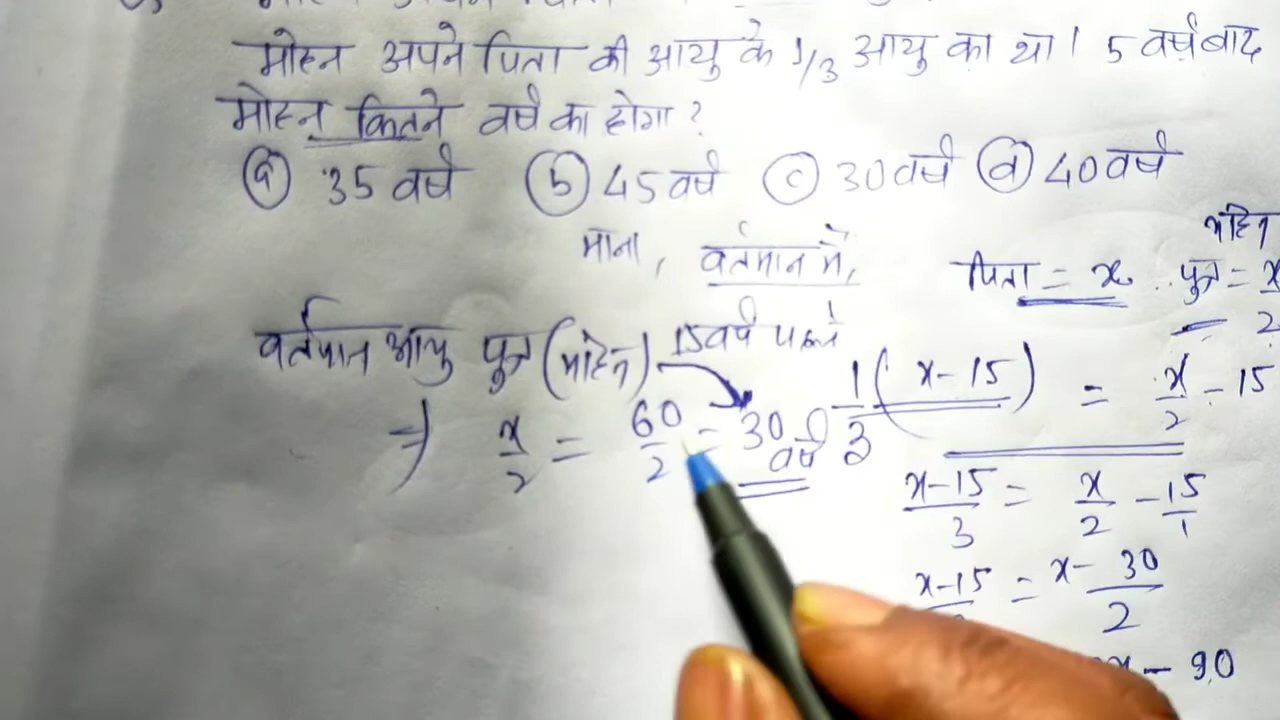 मोहन अपने पिता की आयु के 1/3 आयु का था। 5 वर्ष बाद
मोहन कितने वर्ष का होगा?
(a) 35 वर्ष (b) 45 वर्ष (c) 30 वर्ष (d) 40 वर्ष
माना, वर्तमान में,
पिता = x पुत्र = x/2
मोहन
वर्तमान आयु पुत्र (मोहन) 15 वर्ष पहले
⇒ x/2 = 60/2 = 30 वर्ष
1/3 (x-15) = x/2 - 15
x-15/3 = x/2 - 15/1
x-15 = x-30/2
- 90